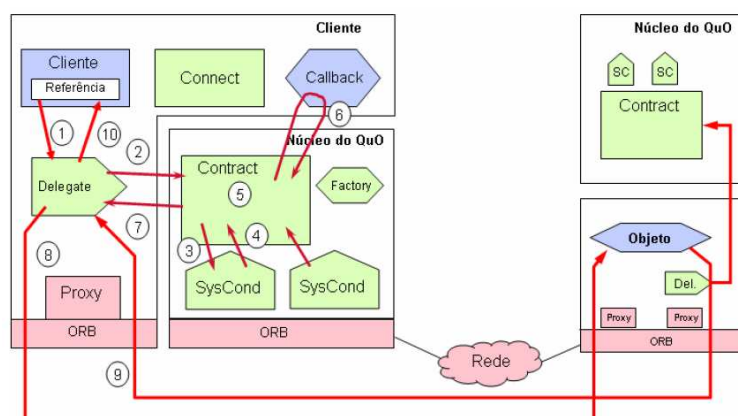 Cliente
Núcleo do QuO
Cliente
Referência
Connect
Callback
SC
SC
Contract
1
10
2
6
Núcleo do QuO
Contract
Delegate
5
Factory
7
3
4
8
SysCond
SysCond
Objeto
Del.
Proxy
Proxy
Proxy
ORB
ORB
ORB
Rede
9